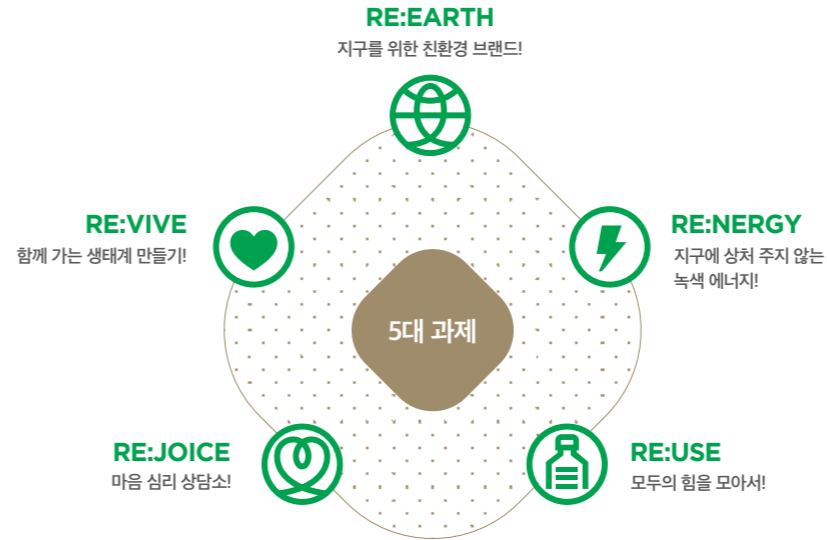 RE:EARTH
지구를 위한 친환경 브랜드!
RE:VIVE
함께 가는 생태계 만들기!
RE:NERGY
지구에 상처 주지 않는
녹색 에너지!
5대 과제
RE:JOICE
마음 심리 상담소!
RE:USE
모두의 힘을 모아서!